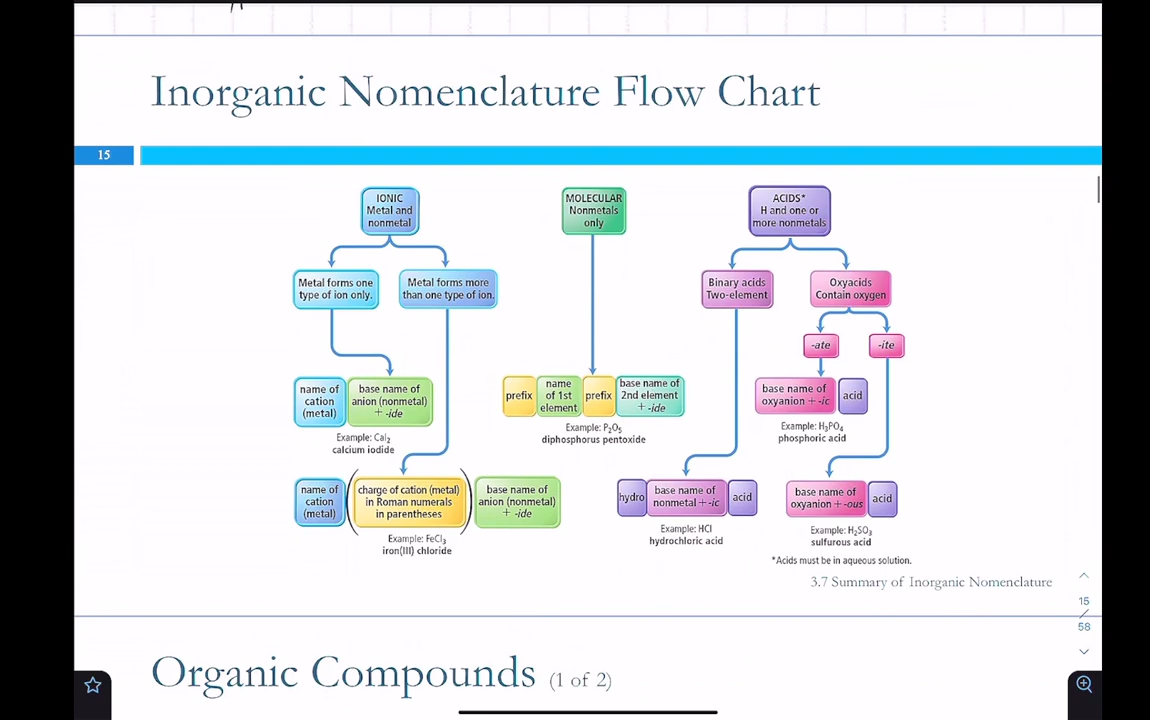 Inorganic Nomenclature Flow Chart
15
IONIC
Metal and
nonmetal
MOLECULAR
Nonmetals
only
ACIDS*
H and one or
more nonmetals
Metal forms one
type of ion only.
Metal forms more
than one type of ion.
Binary acids
Two-element
Oxyacids
Contain oxygen
-ate
-ite
name of
cation
(metal)
base name of
anion (nonmetal)
+ -ide
Example: CaI₂
calcium iodide
prefix
name
of 1st
element
prefix
base name of
2nd element
+ -ide
Example: P₂O₅
diphosphorus pentoxide
base name of
oxyanion + -ic
acid
Example: H₃PO₄
phosphoric acid
name of
cation
(metal)
charge of cation (metal)
in Roman numerals
in parentheses
base name of
anion (nonmetal)
+ -ide
Example: FeCl₃
iron(III) chloride
hydro
base name of
nonmetal + -ic
acid
Example: HCl
hydrochloric acid
base name of
oxyanion + -ous
acid
Example: H₂SO₃
sulfurous acid
*Acids must be in aqueous solution.
3.7 Summary of Inorganic Nomenclature
15
58
Organic Compounds (1 of 2)